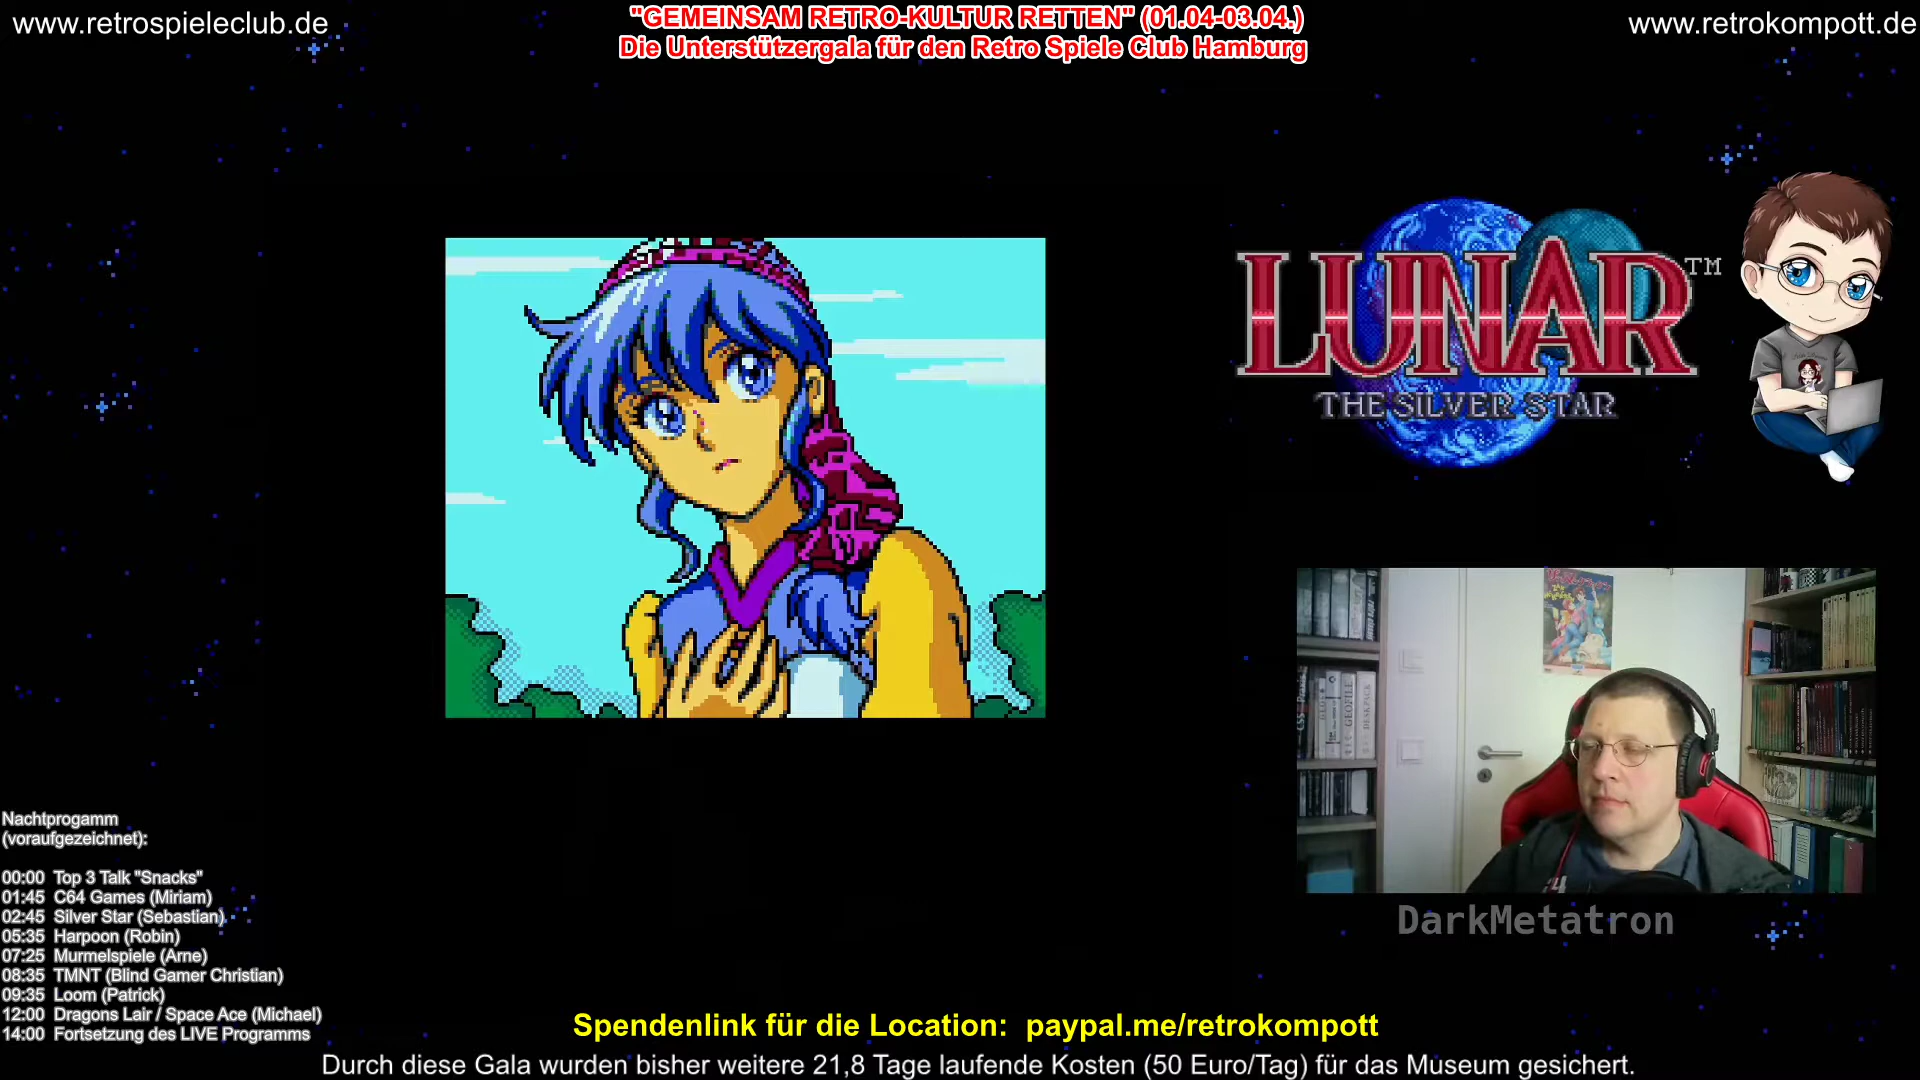 www.retrospieleclub.de
"GEMEINSAM RETRO-KULTUR RETTEN" (01.04-03.04.)
Die Unterstützergala für den Retro Spiele Club Hamburg
www.retrokompott.de
LUNAR™
THE SILVER STAR
GEOFILE
DESKPACK
DarkMetatron
Nachtprogamm
(voraufgezeichnet):
00:00 Top 3 Talk "Snacks"
01:45 C64 Games (Miriam)
02:45 Silver Star (Sebastian)
05:35 Harpoon (Robin)
07:25 Murmelspiele (Arne)
08:35 TMNT (Blind Gamer Christian)
09:35 Loom (Patrick)
12:00 Dragons Lair / Space Ace (Michael)
14:00 Fortsetzung des LIVE Programms
Spendenlink für die Location: paypal.me/retrokompott
Durch diese Gala wurden bisher weitere 21,8 Tage laufende Kosten (50 Euro/Tag) für das Museum gesichert.